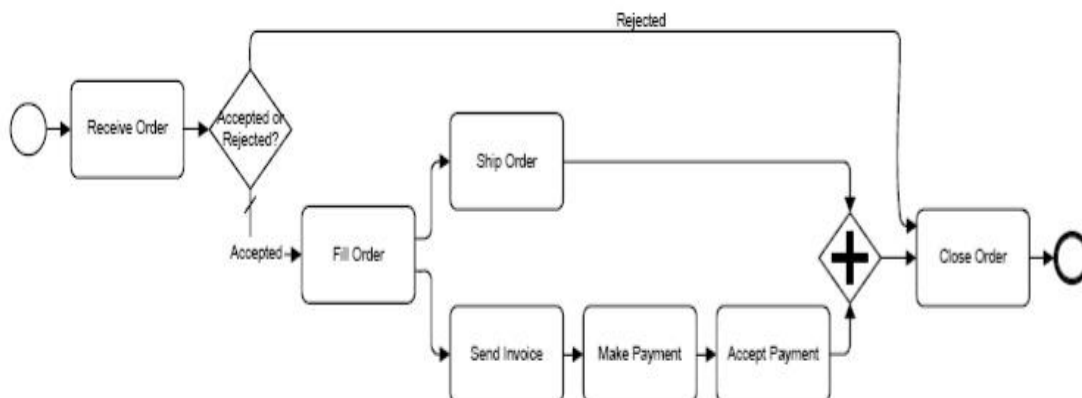 Rejected
Receive Order
Accepted or
Rejected?
Ship Order
Accepted
Fill Order
Close Order
Send Invoice
Make Payment
Accept Payment